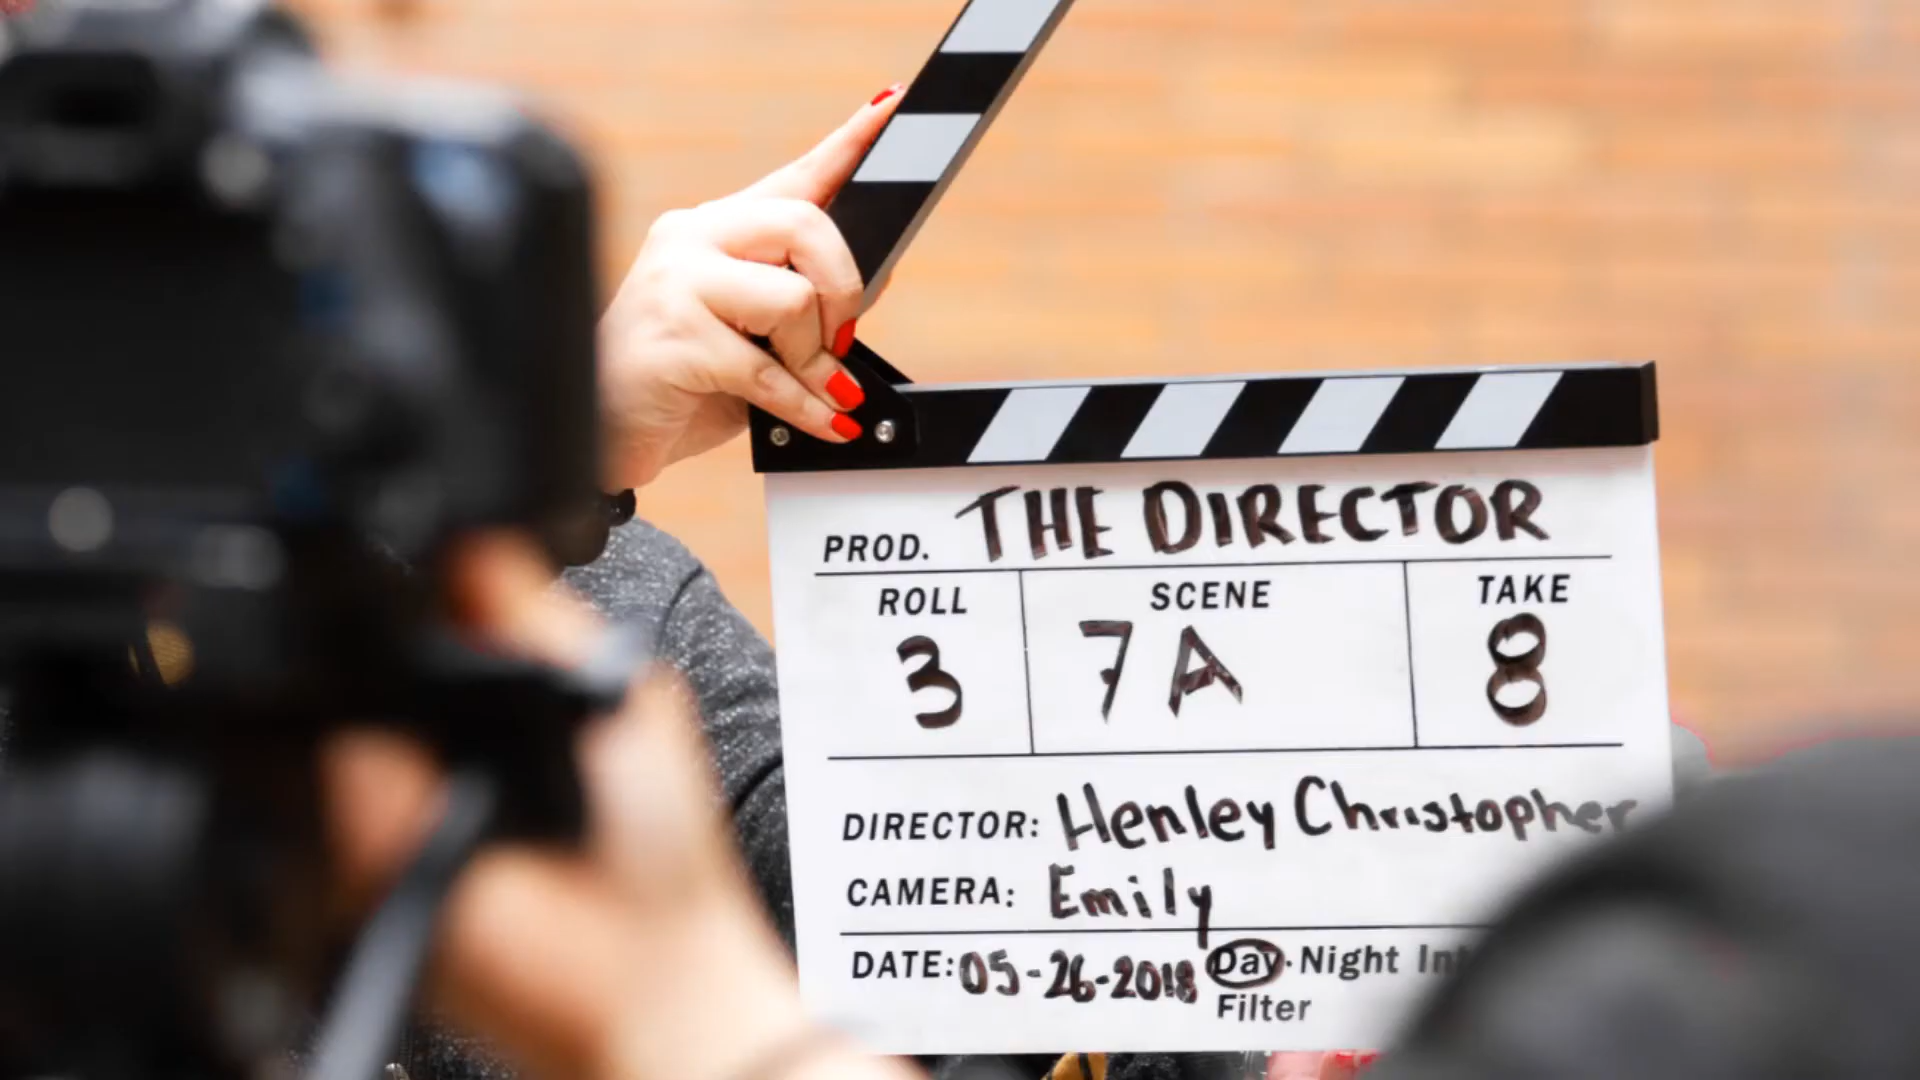 PROD. THE DIRECTOR
ROLL SCENE TAKE
3 7A 8
DIRECTOR: Henley Christopher
CAMERA: Emily
DATE: 05-26-2018 Day·Night
Filter